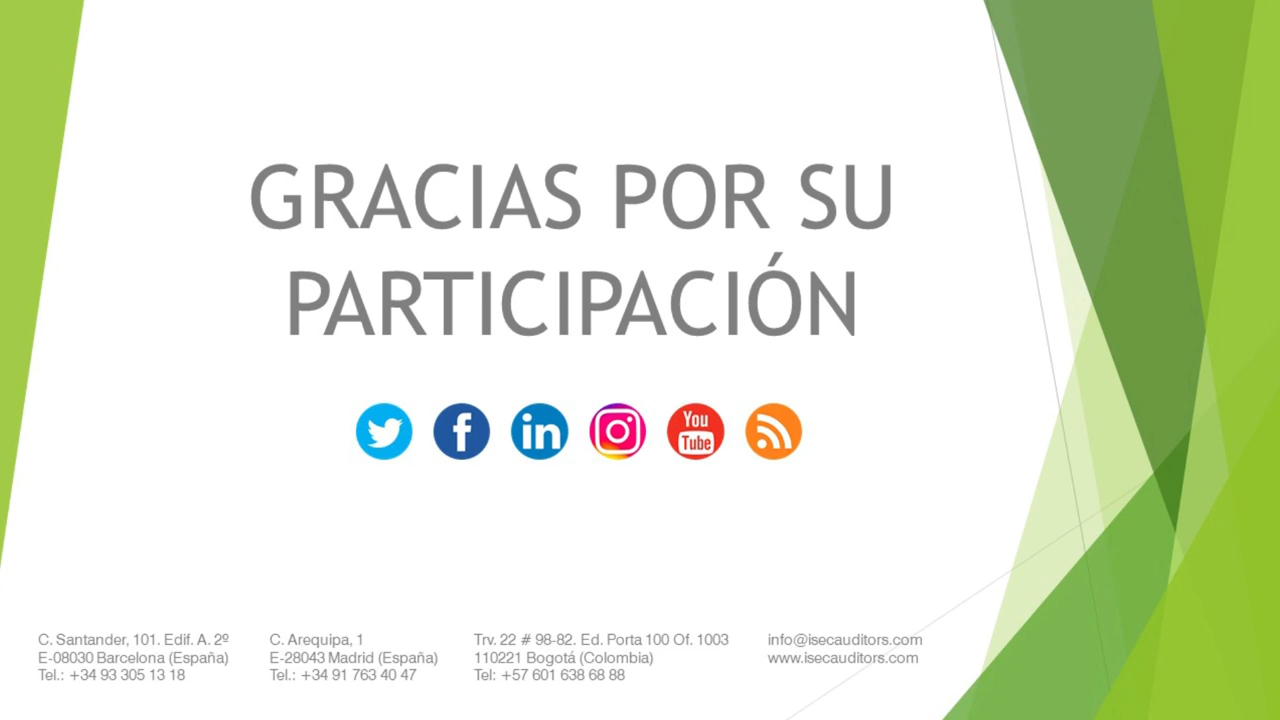 GRACIAS POR SU
PARTICIPACIÓN
f
in
You
Tube
C. Santander, 101. Edif. A. 2º
E-08030 Barcelona (España)
Tel.: +34 93 305 13 18
C. Arequipa, 1
E-28043 Madrid (España)
Tel.: +34 91 763 40 47
Trv. 22 # 98-82. Ed. Porta 100 Of. 1003
110221 Bogotá (Colombia)
Tel: +57 601 638 68 88
info@isecauditors.com
www.isecauditors.com